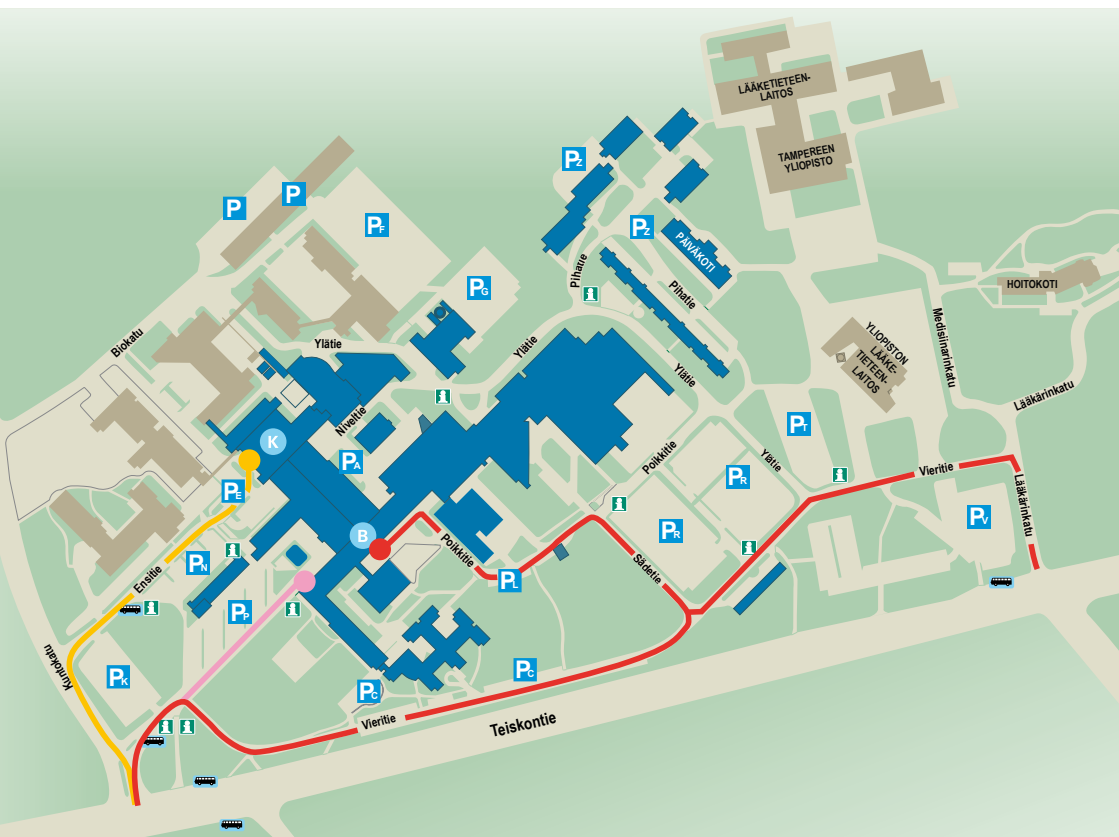 LÄÄKETIETEEN-
LAITOS
TAMPEREEN
YLIOPISTO
PZ
P
P
PF
PZ
PÄIVÄKOTI
Pihatie
Pihatie
PG
HOITOKOTI
Biokatu
Ylätie
Ylätie
Ylätie
Medisiinarinkatu
YLIOPISTON
LÄÄKE-
TIETEEN-
LAITOS
Lääkärinkatu
Niveltie
K
PA
PT
Poikkitie
Ylätie
PR
Vieritie
Lääkärinkatu
PE
B
PR
PV
Poikkitie
Sädetie
PN
Ensitie
PL
PP
Kuntokatu
PK
PC
PC
Vieritie
Teiskontie